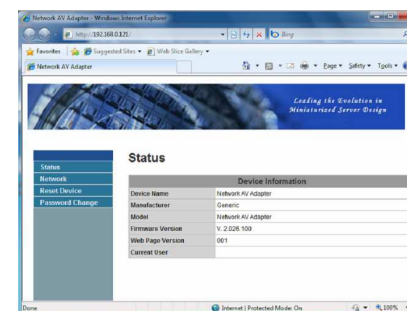 Network AV Adapter - Windows Internet Explorer
http://192.168.0.121/
Bing
Favorites
Suggested Sites
Web Slice Gallery
Network AV Adapter
Page
Safety
Tools
Leading the Evolution in
Miniaturized Server Design
Status
Network
Reset Device
Password Change
Status
Device Information
Device Name Network AV Adapter
Manufacturer Generic
Model Network AV Adapter
Firmware Version V. 2.026.100
Web Page Version 001
Current User
Done
Internet | Protected Mode: On
100%